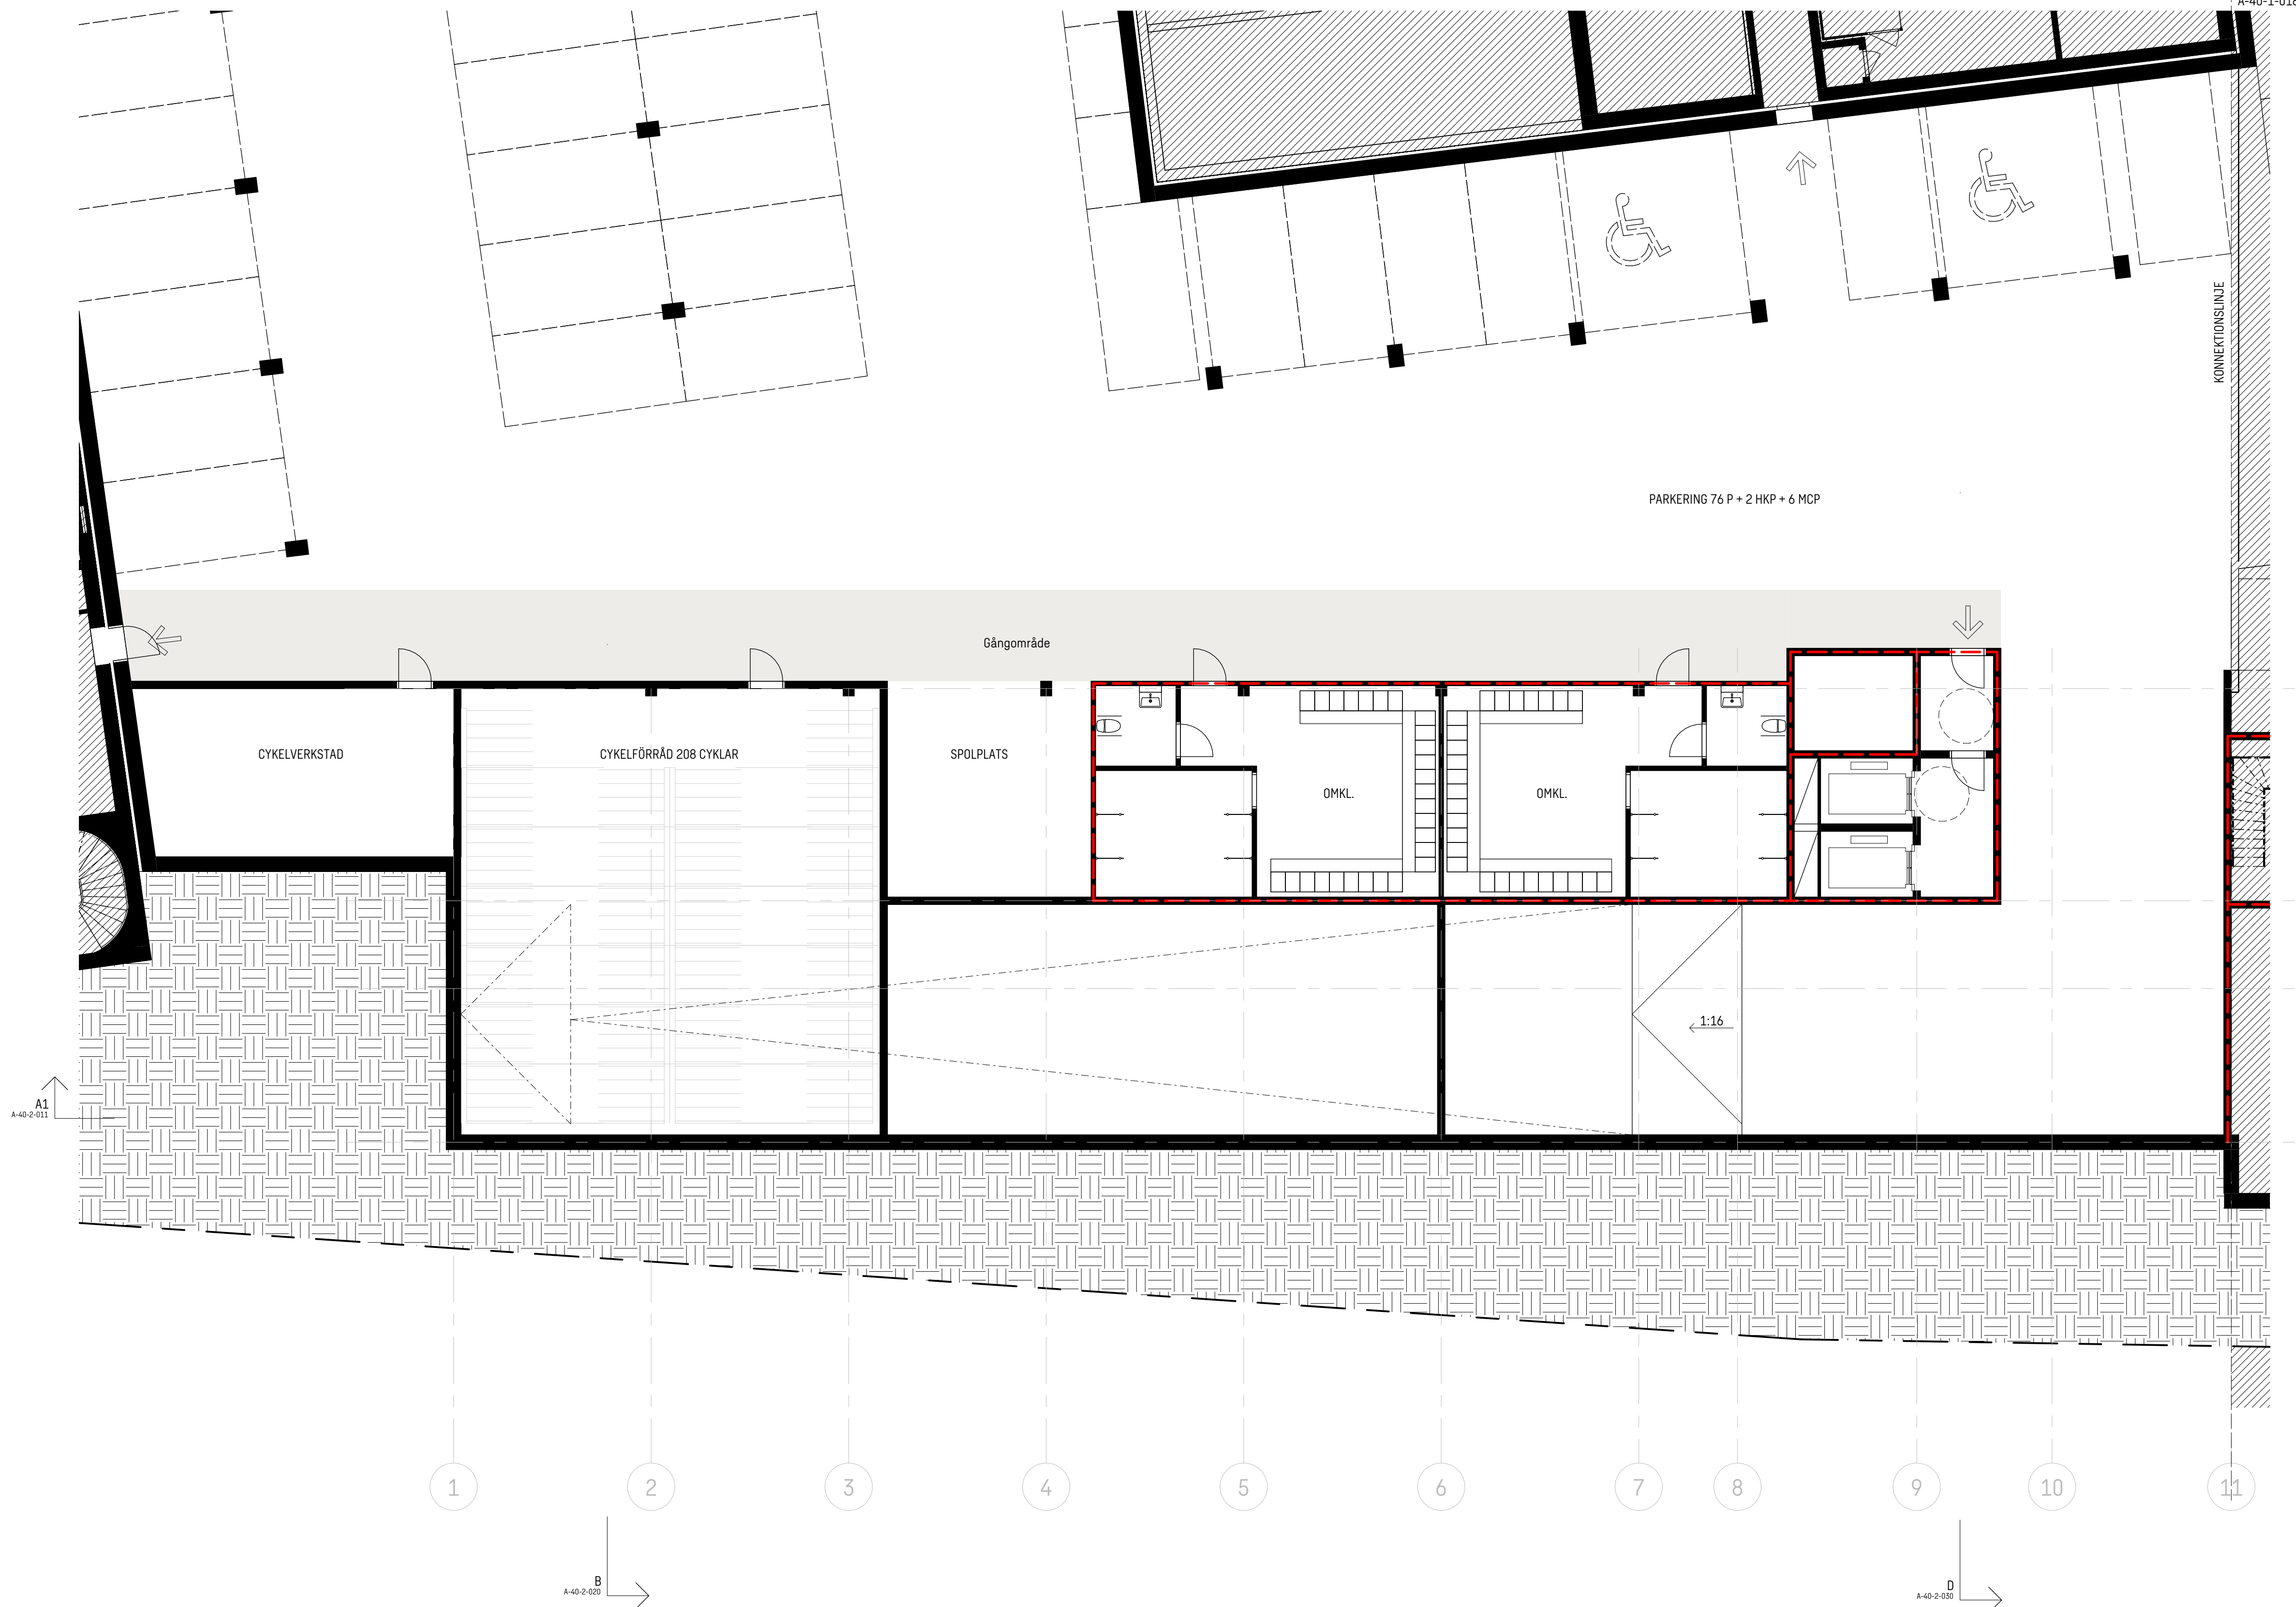 A-40-1-018
KONNEKTIONSLINJE
PARKERING 76 P + 2 HKP + 6 MCP
Gångområde
CYKELVERKSTAD
CYKELFÖRRÅD 208 CYKLAR
SPOLPLATS
OMKL.
OMKL.
1:16
A1
A-40-2-011
1
2
3
4
5
6
7
8
9
10
11
B
A-40-2-020
D
A-40-2-030